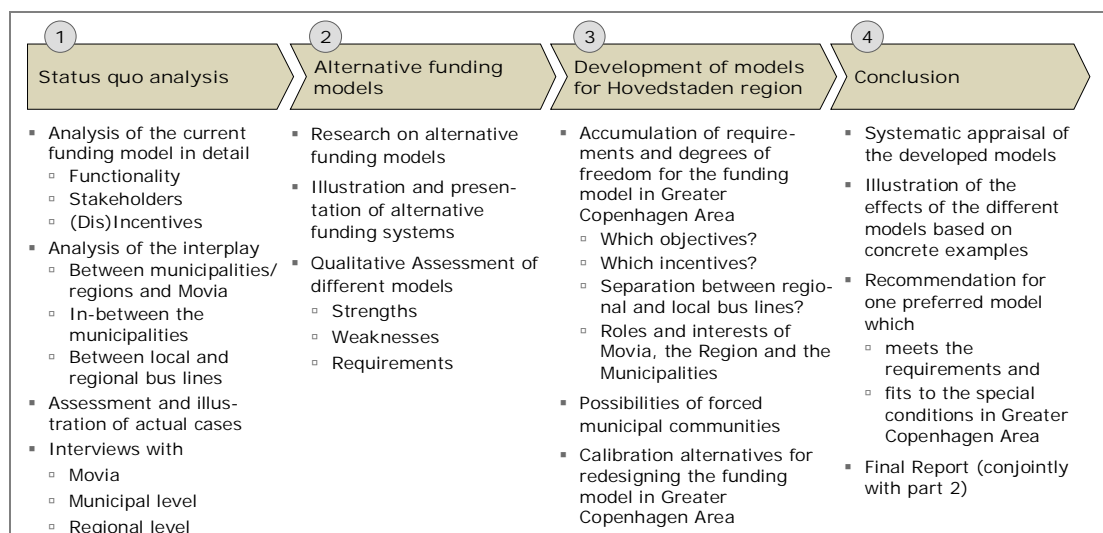 1
Status quo analysis
▪ Analysis of the current
funding model in detail
▫ Functionality
▫ Stakeholders
▫ (Dis)Incentives
▪ Analysis of the interplay
▫ Between municipalities/
regions and Movia
▫ In-between the
municipalities
▫ Between local and
regional bus lines
▪ Assessment and illus-
tration of actual cases
▪ Interviews with
▫ Movia
▫ Municipal level
▫ Regional level
2
Alternative funding
models
▪ Research on alternative
funding models
▪ Illustration and presen-
tation of alternative
funding systems
▪ Qualitative Assessment of
different models
▫ Strengths
▫ Weaknesses
▫ Requirements
3
Development of models
for Hovedstaden region
▪ Accumulation of require-
ments and degrees of
freedom for the funding
model in Greater
Copenhagen Area
▫ Which objectives?
▫ Which incentives?
▫ Separation between regio-
nal and local bus lines?
▫ Roles and interests of
Movia, the Region and the
Municipalities
▪ Possibilities of forced
municipal communities
▪ Calibration alternatives for
redesigning the funding
model in Greater
Copenhagen Area
4
Conclusion
▪ Systematic appraisal of
the developed models
▪ Illustration of the
effects of the different
models based on
concrete examples
▪ Recommendation for
one preferred model
which
▫ meets the
requirements and
▫ fits to the special
conditions in Greater
Copenhagen Area
▪ Final Report (conjointly
with part 2)